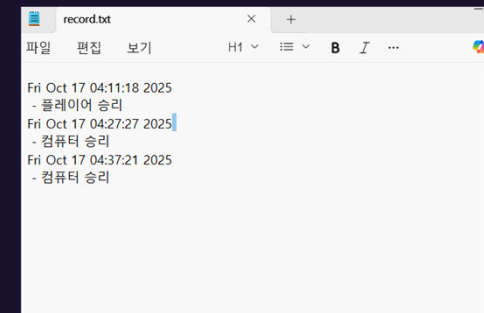 record.txt
파일 편집 보기 H1 B I ...
Fri Oct 17 04:11:18 2025
- 플레이어 승리
Fri Oct 17 04:27:27 2025
- 컴퓨터 승리
Fri Oct 17 04:37:21 2025
- 컴퓨터 승리